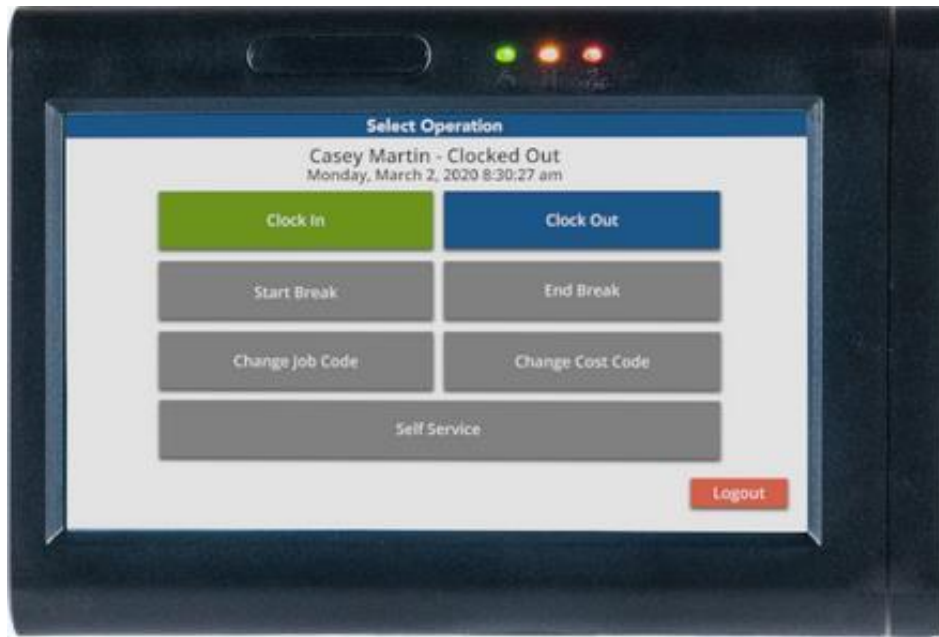 Select Operation
Casey Martin - Clocked Out
Monday, March 2, 2020 8:30:27 am
Clock In
Clock Out
Start Break
End Break
Change Job Code
Change Cost Code
Self Service
Logout